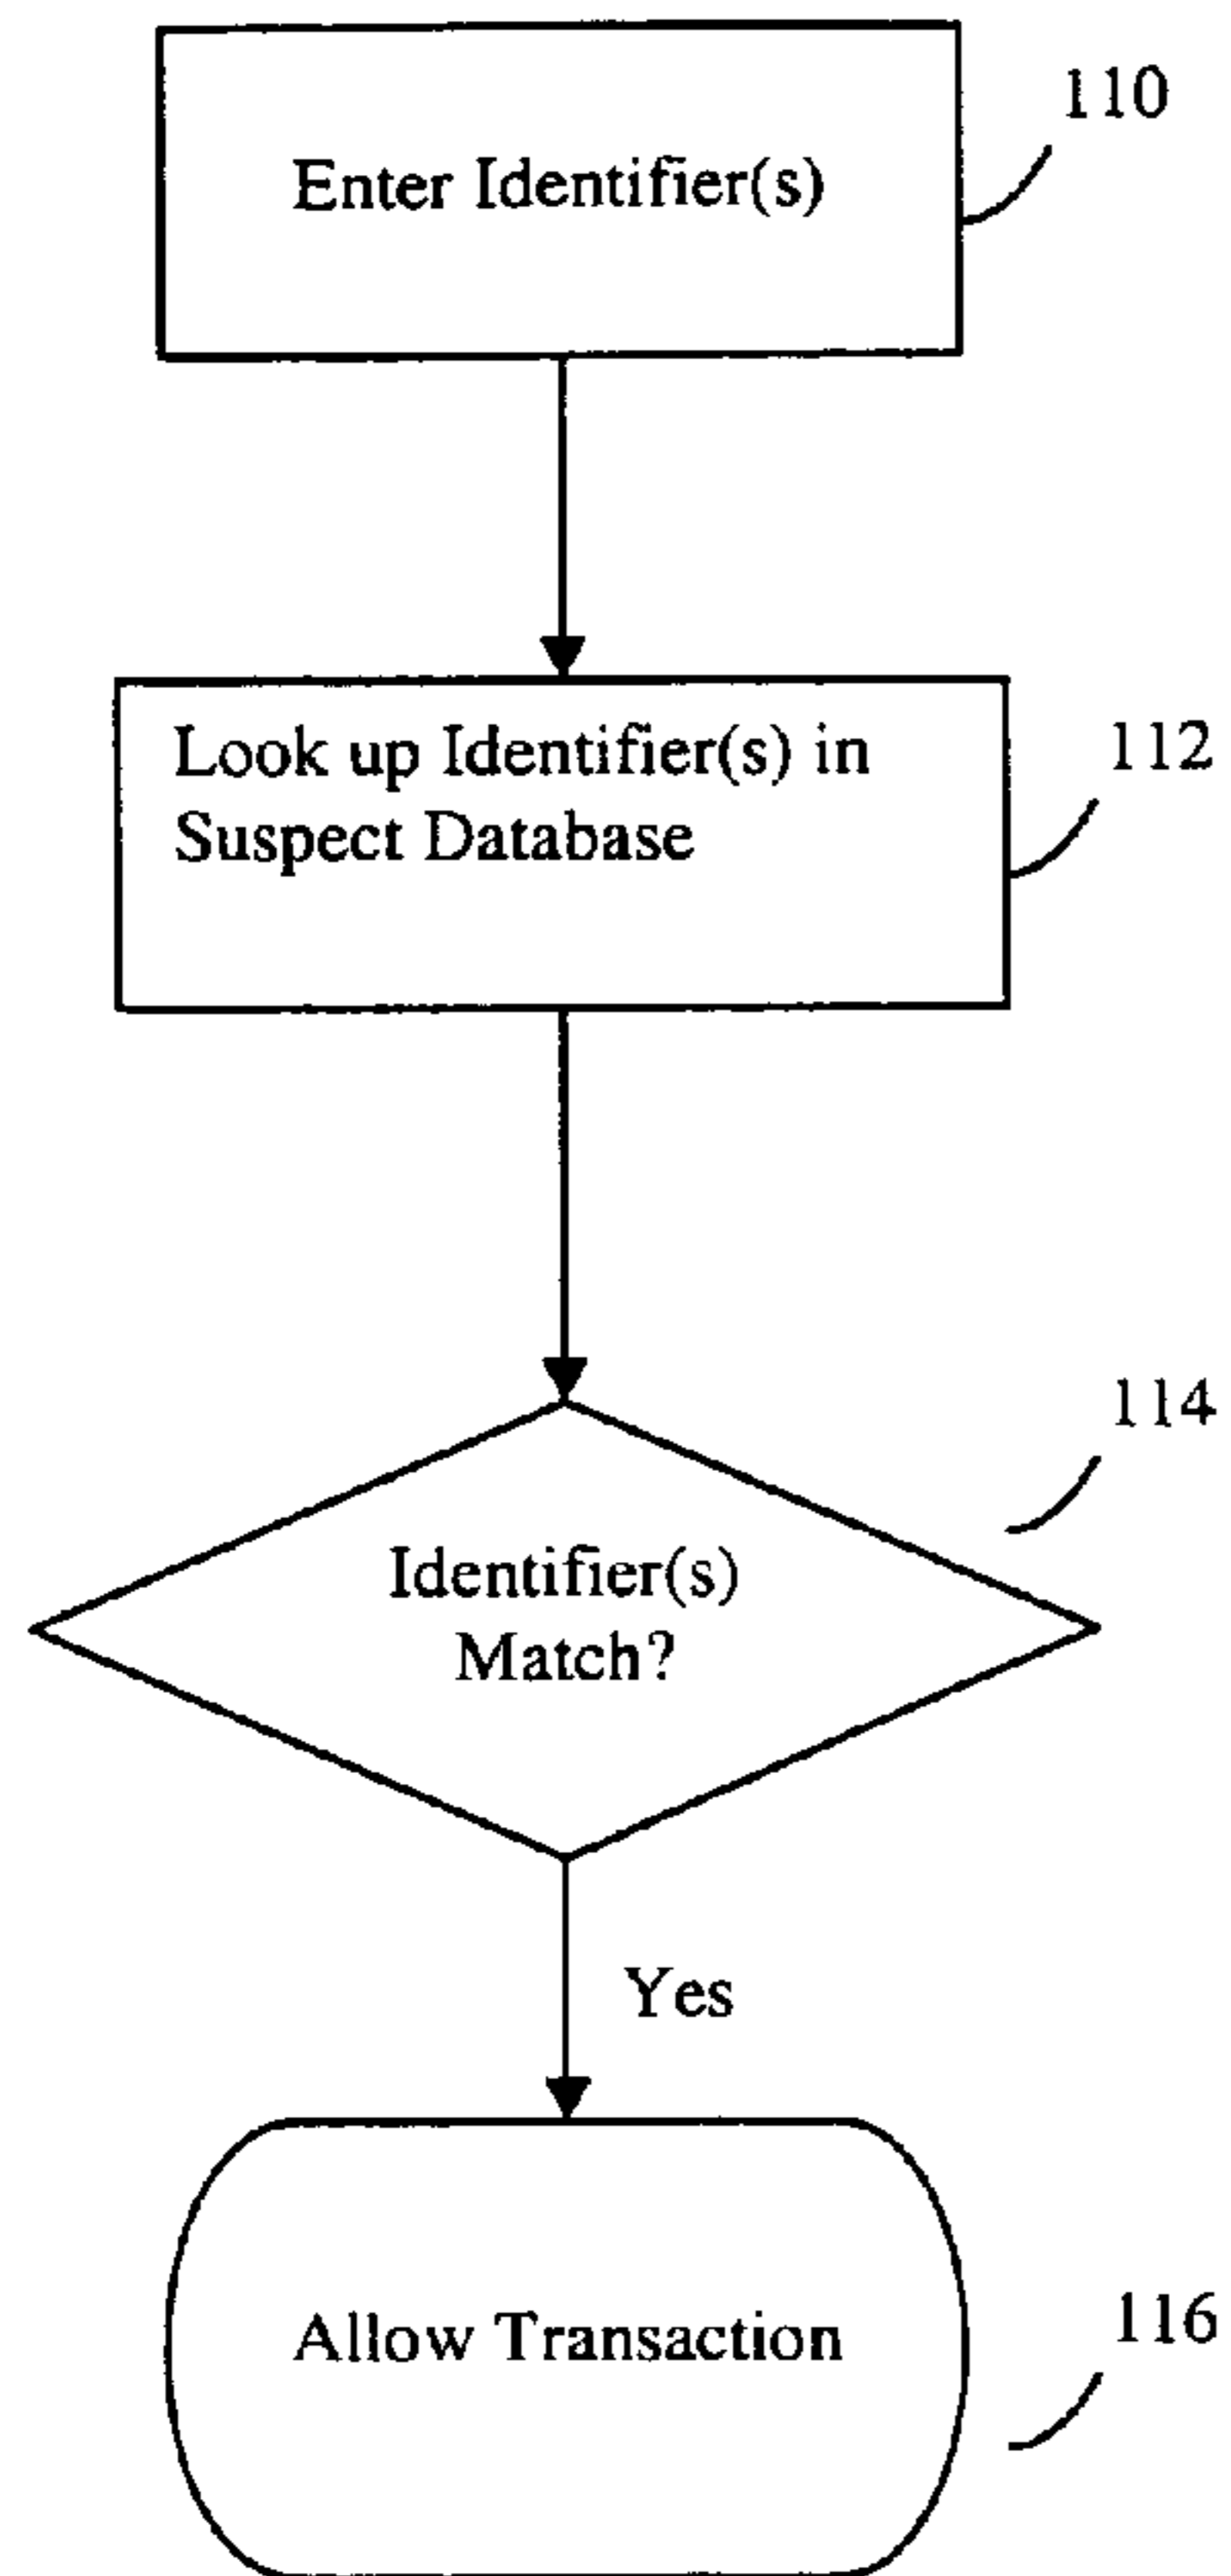 110
Enter Identifier(s)
112
Look up Identifier(s) in
Suspect Database
114
Identifier(s)
Match?
Yes
Allow Transaction
116